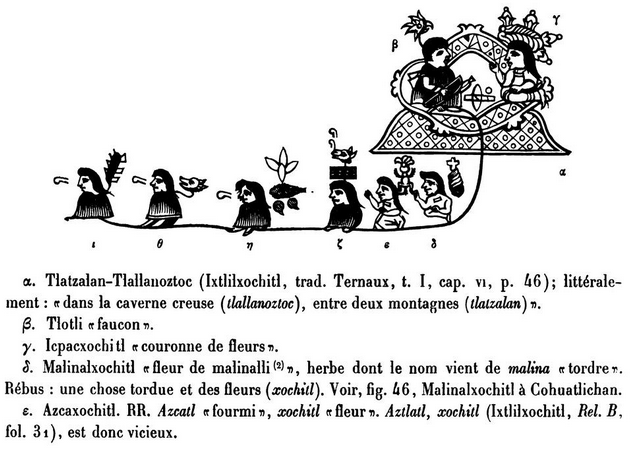 β
γ
α
ι θ η ζ ε δ
α. Tlatzalan-Tlallanoztoc (Ixtlilxochitl, trad. Ternaux, t. I, cap. VI, p. 46); littérale-
ment : « dans la caverne creuse (tlallanoztoc), entre deux montagnes (tlatzalan) ».
β. Tlotli « faucon ».
γ. Icpacxochitl « couronne de fleurs ».
δ. Malinalxochitl « fleur de malinalli (2) », herbe dont le nom vient de malina « tordre ».
Rébus : une chose tordue et des fleurs (xochitl). Voir, fig. 46, Malinalxochitl à Cohuatlichan.
ε. Azcaxochitl. RR. Azcatl « fourmi », xochitl « fleur ». Aztlatl, xochitl (Ixtlilxochitl, Rel. B,
fol. 31), est donc vicieux.